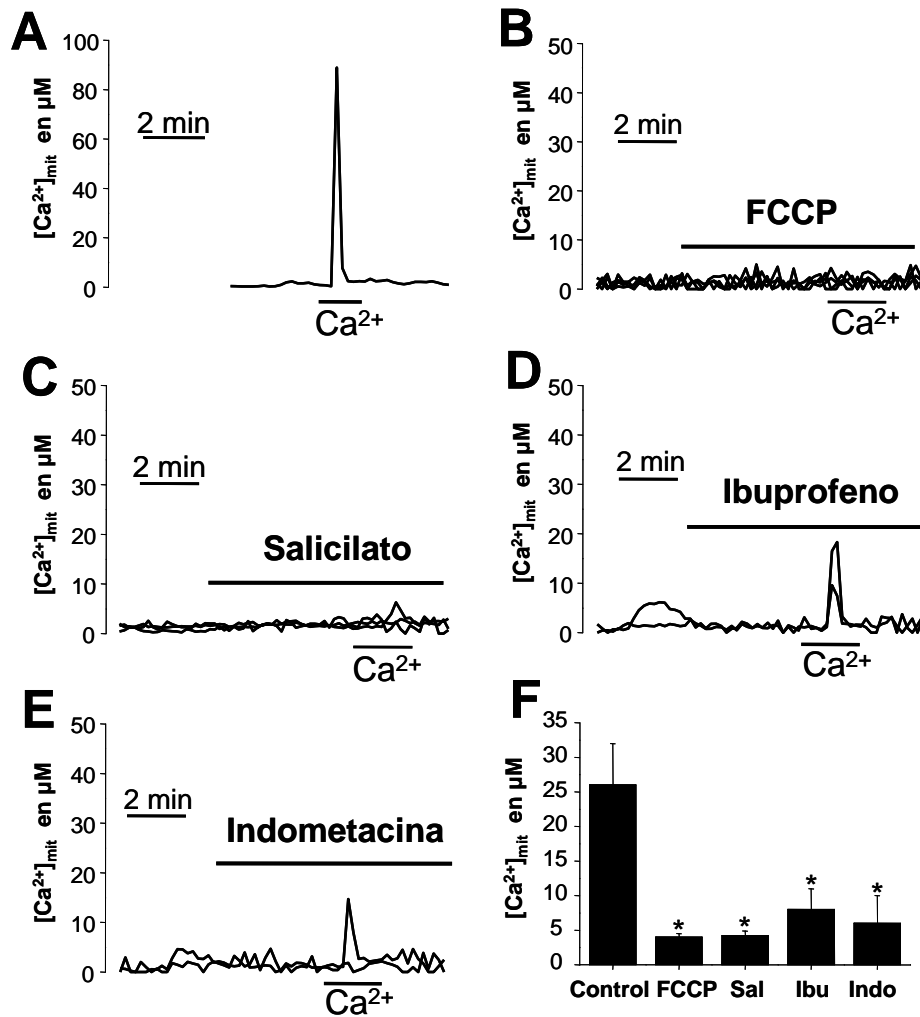 A
[Ca²⁺]mit en µM
100
80
60
40
20
0
2 min
Ca²⁺
B
[Ca²⁺]mit en µM
50
40
30
20
10
0
2 min
FCCP
Ca²⁺
C
[Ca²⁺]mit en µM
50
40
30
20
10
0
2 min
Salicilato
Ca²⁺
D
[Ca²⁺]mit en µM
50
40
30
20
10
0
2 min
Ibuprofeno
Ca²⁺
E
[Ca²⁺]mit en µM
50
40
30
20
10
0
2 min
Indometacina
Ca²⁺
F
[Ca²⁺]mit en µM
35
30
25
20
15
10
5
0
* * * *
Control FCCP Sal Ibu Indo